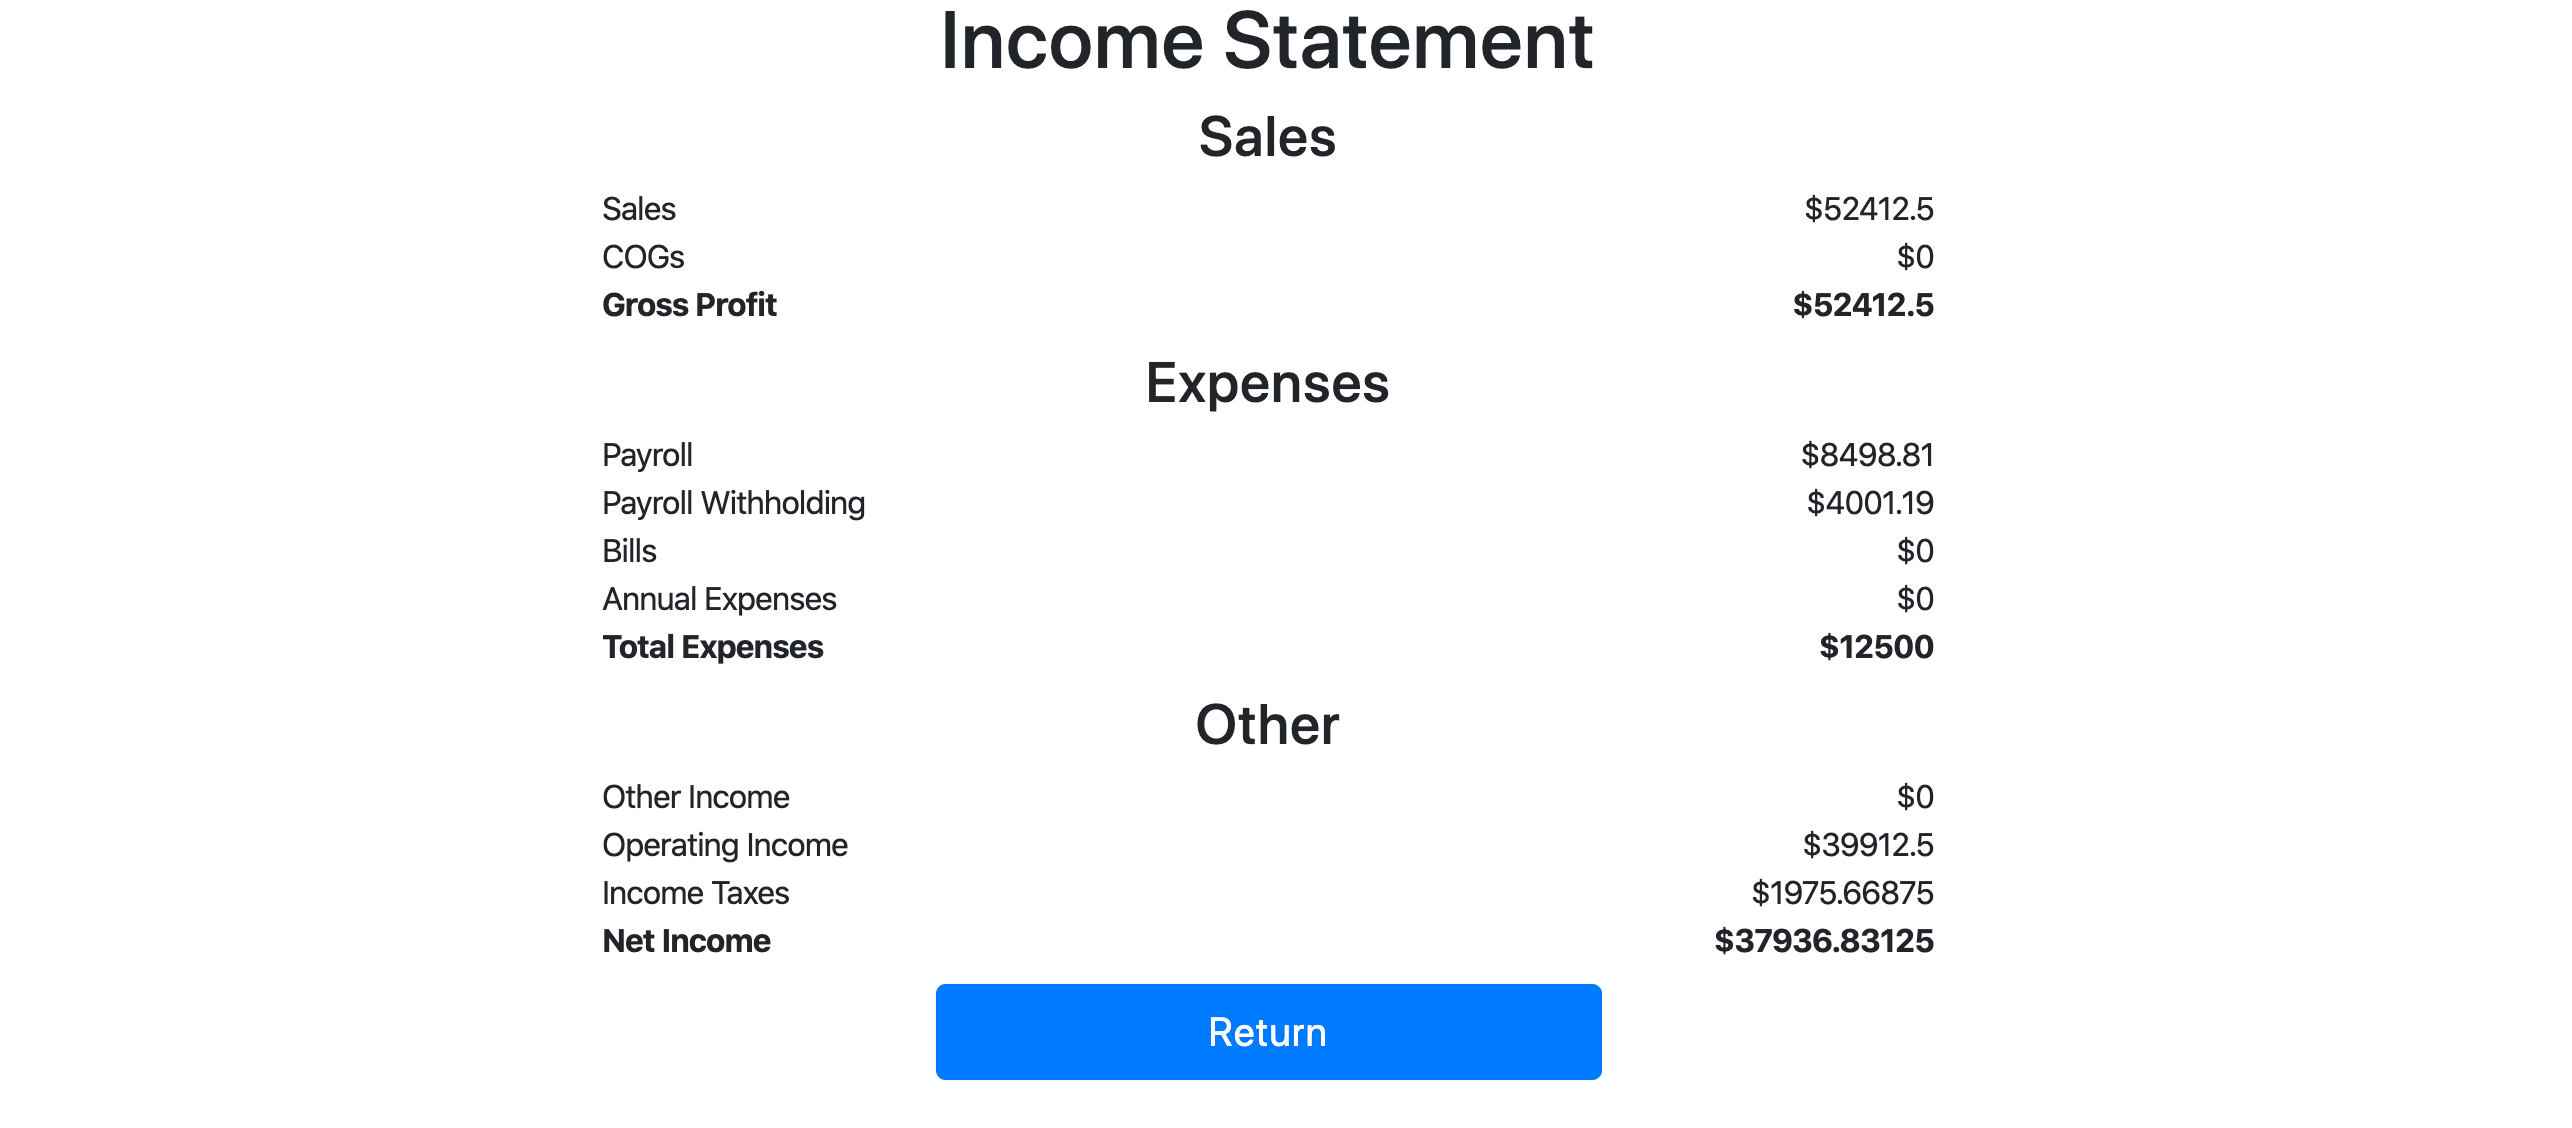 Income Statement
Sales
Sales $52412.5
COGs $0
Gross Profit $52412.5
Expenses
Payroll $8498.81
Payroll Withholding $4001.19
Bills $0
Annual Expenses $0
Total Expenses $12500
Other
Other Income $0
Operating Income $39912.5
Income Taxes $1975.66875
Net Income $37936.83125
Return